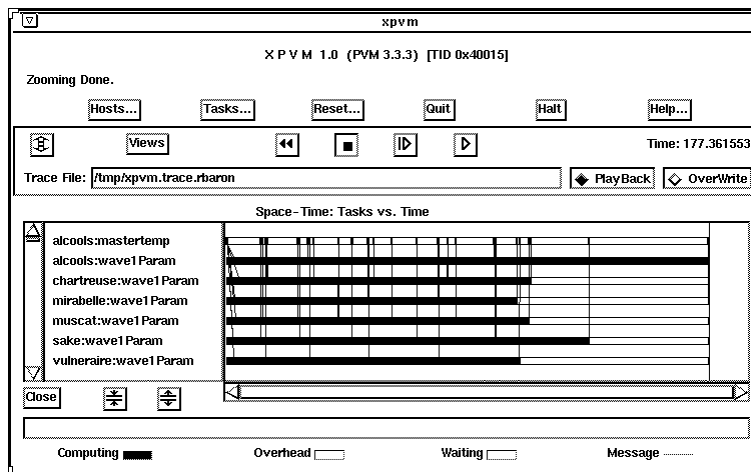 xpvm
X P V M 1.0 (PVM 3.3.3) [TID 0x40015]
Zooming Done.
Hosts... Tasks... Reset... Quit Halt Help...
Views Time: 177.361553
Trace File: /tmp/xpvm.trace.rbaron PlayBack OverWrite
Space-Time: Tasks vs. Time
alcools:mastertemp
alcools:wave1Param
chartreuse:wave1Param
mirabelle:wave1Param
muscat:wave1Param
sake:wave1Param
vulneraire:wave1Param
Close
Computing Overhead Waiting Message